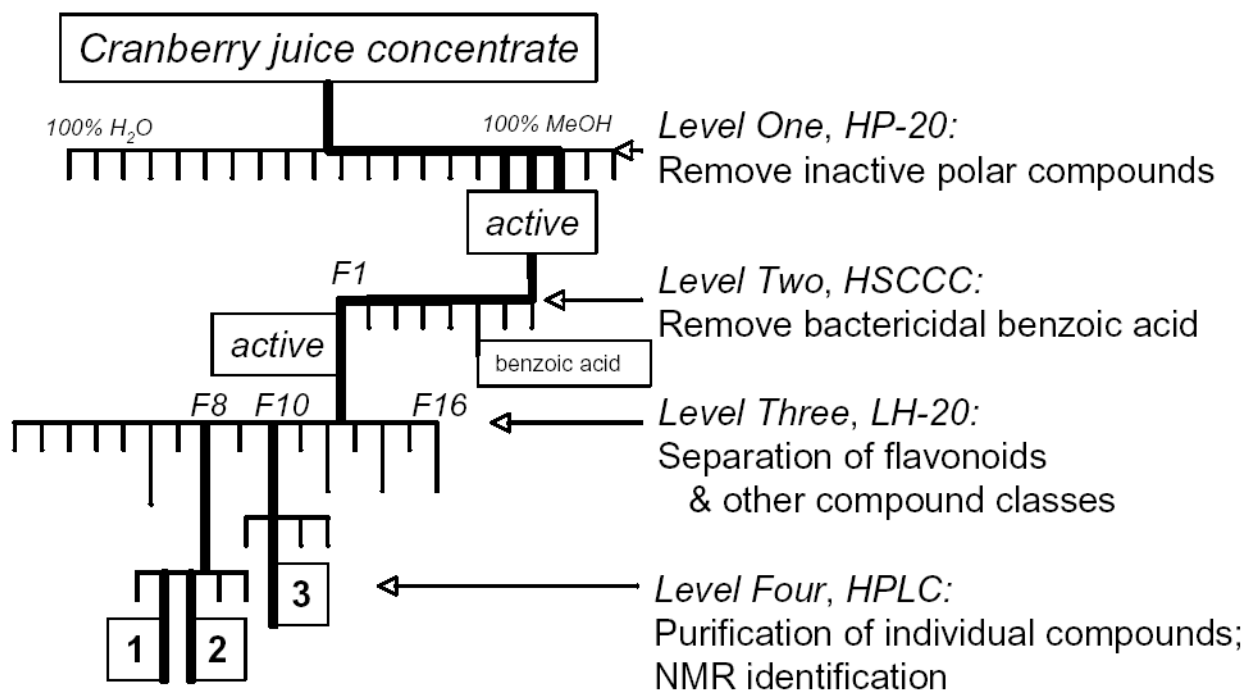 Cranberry juice concentrate
100% H₂O
100% MeOH
Level One, HP-20:
Remove inactive polar compounds
active
F1
Level Two, HSCCC:
Remove bactericidal benzoic acid
active
benzoic acid
F8 F10 F16
Level Three, LH-20:
Separation of flavonoids
& other compound classes
3
Level Four, HPLC:
Purification of individual compounds;
NMR identification
1 2